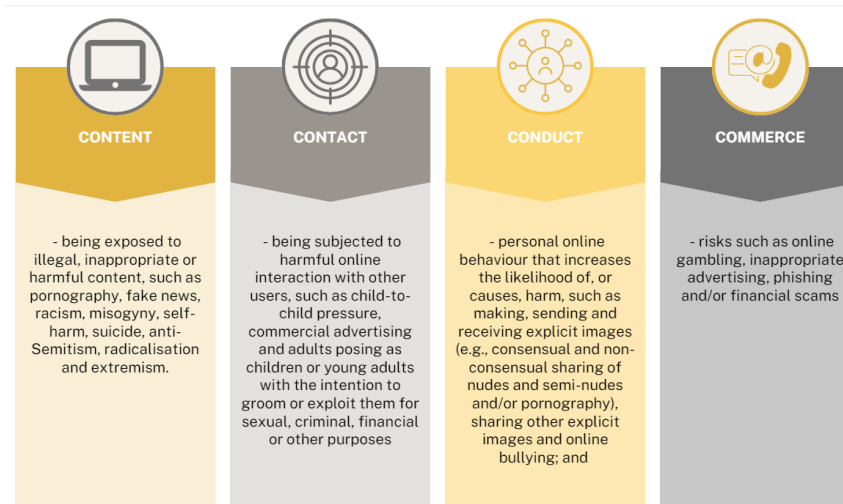 CONTENT
- being exposed to
illegal, inappropriate or
harmful content, such as
pornography, fake news,
racism, misogyny, self-
harm, suicide, anti-
Semitism, radicalisation
and extremism.
CONTACT
- being subjected to
harmful online
interaction with other
users, such as child-to-
child pressure,
commercial advertising
and adults posing as
children or young adults
with the intention to
groom or exploit them for
sexual, criminal, financial
or other purposes
CONDUCT
- personal online
behaviour that increases
the likelihood of, or
causes, harm, such as
making, sending and
receiving explicit images
(e.g., consensual and non-
consensual sharing of
nudes and semi-nudes
and/or pornography),
sharing other explicit
images and online
bullying; and
COMMERCE
- risks such as online
gambling, inappropriate
advertising, phishing
and/or financial scams